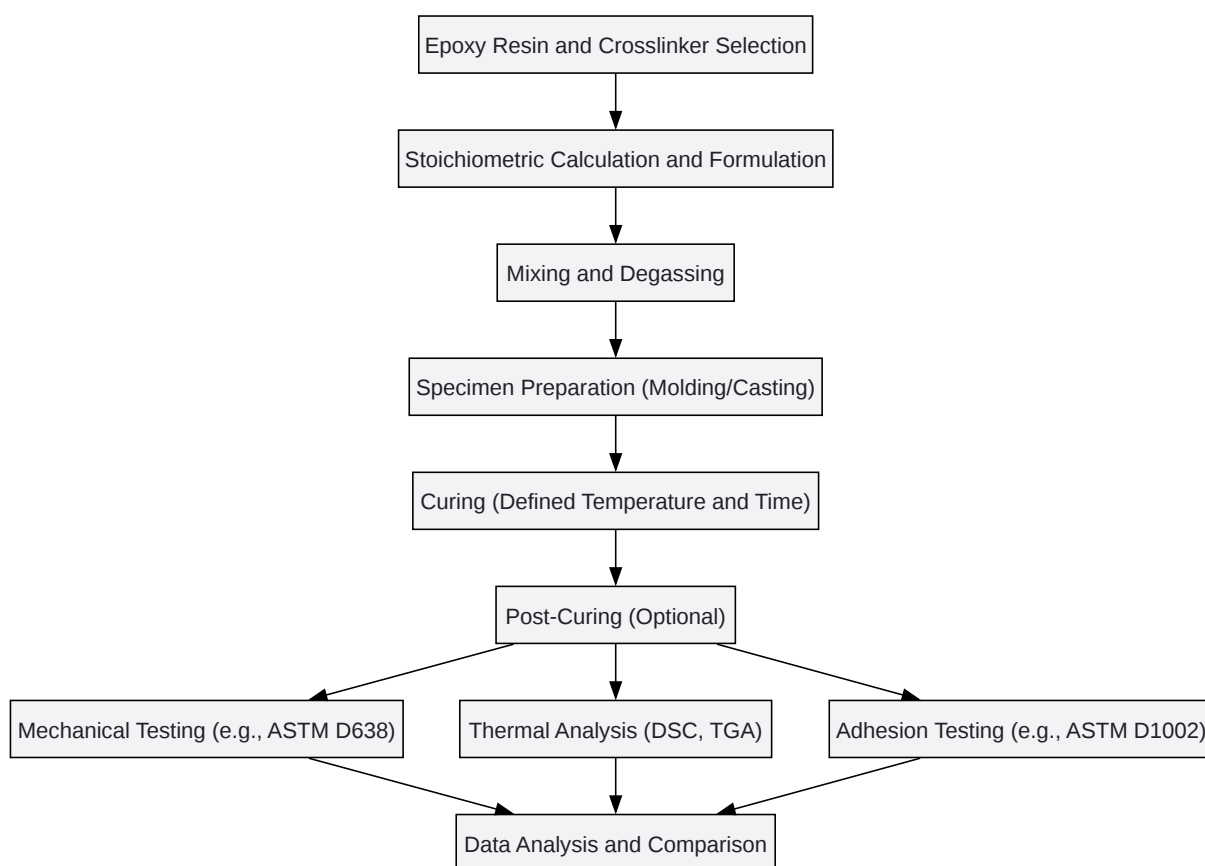 Epoxy Resin and Crosslinker Selection
Stoichiometric Calculation and Formulation
Mixing and Degassing
Specimen Preparation (Molding/Casting)
Curing (Defined Temperature and Time)
Post-Curing (Optional)
Mechanical Testing (e.g., ASTM D638)
Thermal Analysis (DSC, TGA)
Adhesion Testing (e.g., ASTM D1002)
Data Analysis and Comparison